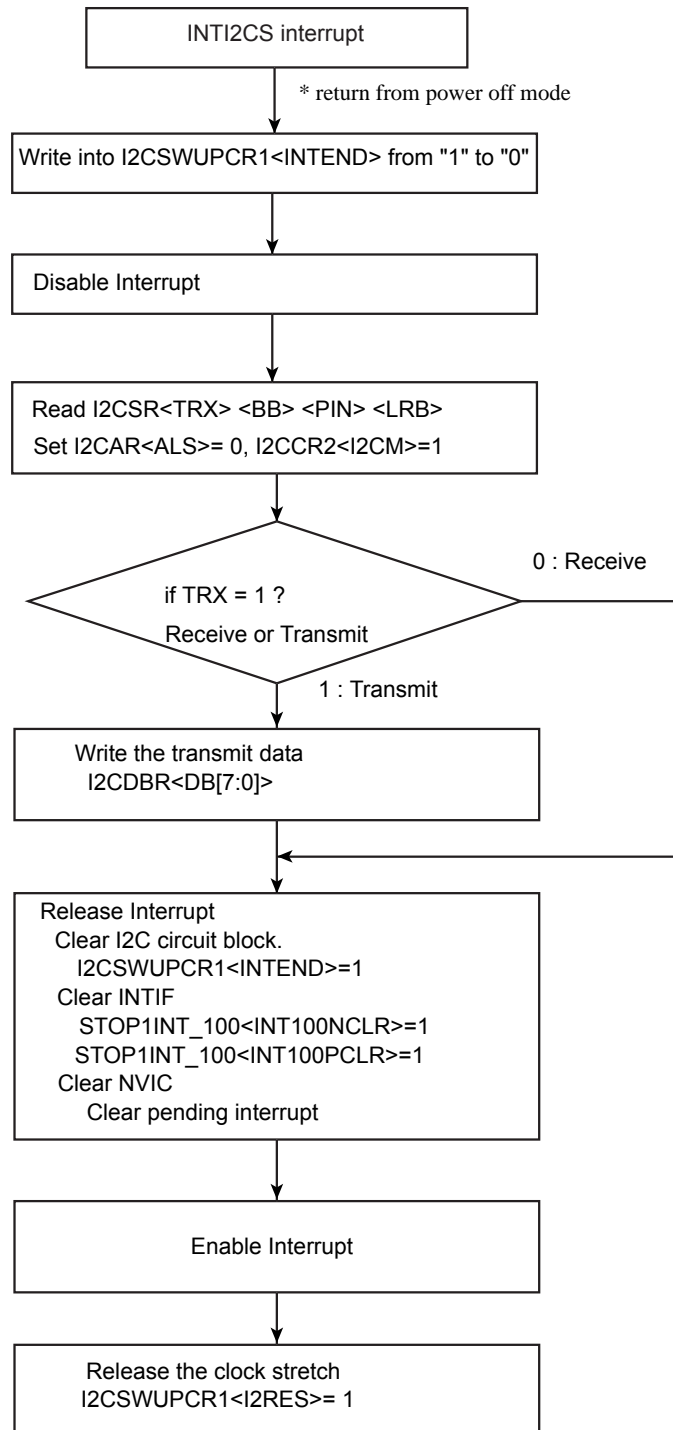 INTI2CS interrupt
* return from power off mode
Write into I2CSWUPCR1<INTEND> from "1" to "0"
Disable Interrupt
Read I2CSR<TRX> <BB> <PIN> <LRB>
Set I2CAR<ALS>= 0, I2CCR2<I2CM>=1
0 : Receive
if TRX = 1 ?
Receive or Transmit
1 : Transmit
Write the transmit data
I2CDBR<DB[7:0]>
Release Interrupt
Clear I2C circuit block.
I2CSWUPCR1<INTEND>=1
Clear INTIF
STOP1INT_100<INT100NCLR>=1
STOP1INT_100<INT100PCLR>=1
Clear NVIC
Clear pending interrupt
Enable Interrupt
Release the clock stretch
I2CSWUPCR1<I2RES>= 1